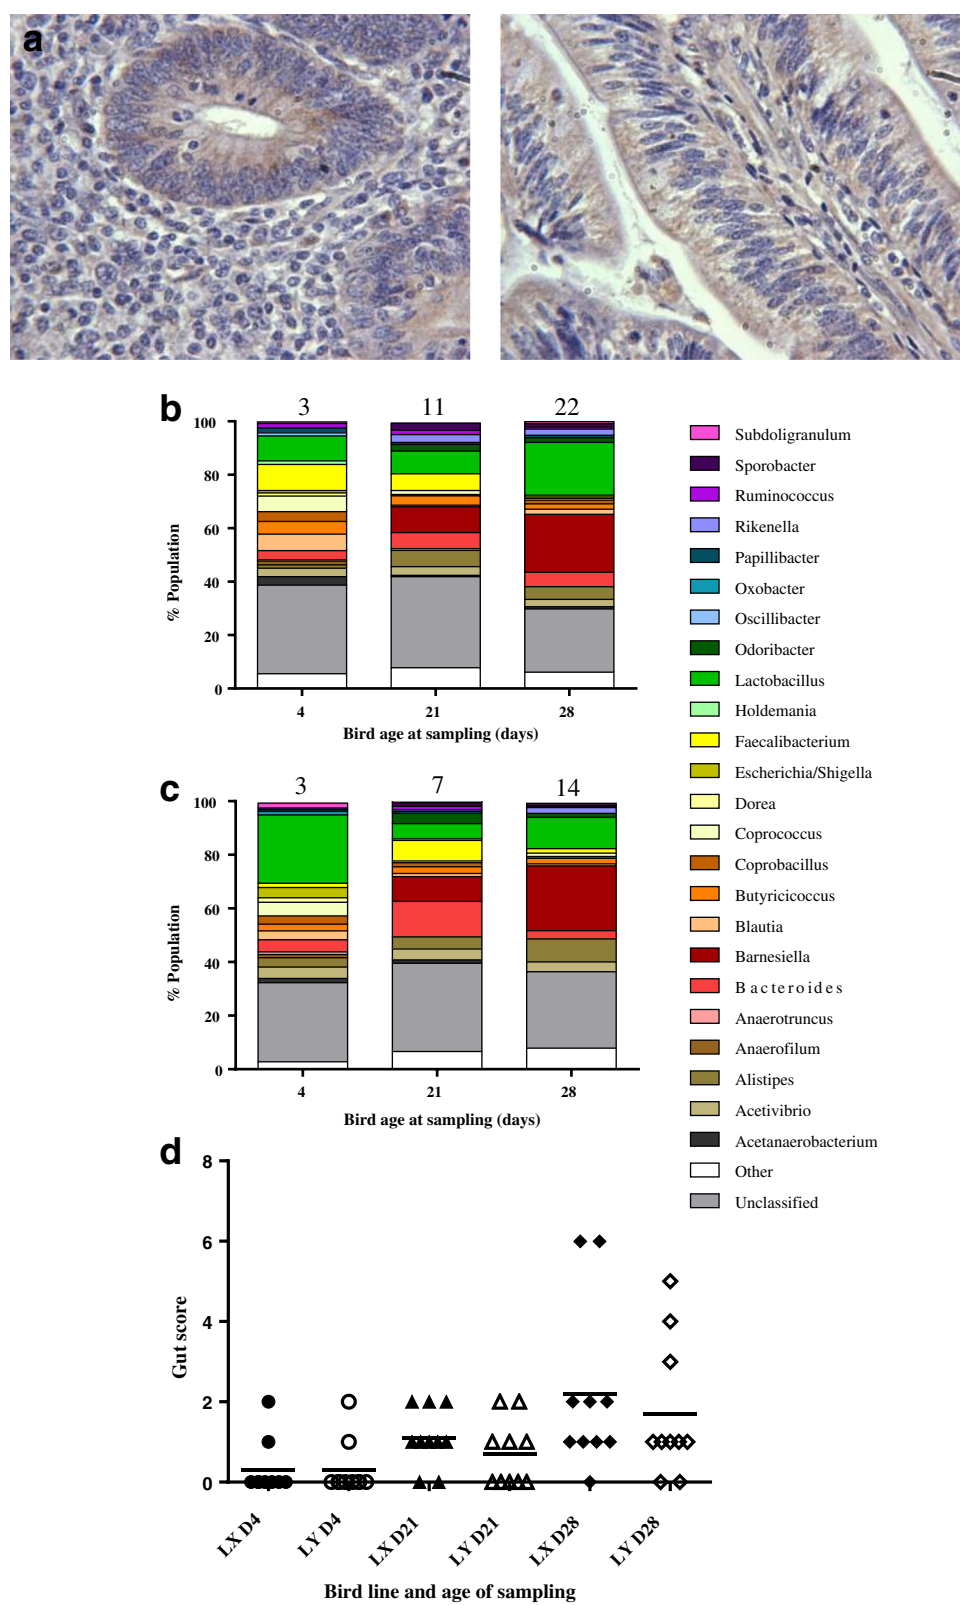 a
b
3 11 22
100
80
60
40
20
0
% Population
4 21 28
Bird age at sampling (days)
c
3 7 14
100
80
60
40
20
0
% Population
4 21 28
Bird age at sampling (days)
Subdoligranulum
Sporobacter
Ruminococcus
Rikenella
Papillibacter
Oxobacter
Oscillibacter
Odoribacter
Lactobacillus
Holdemania
Faecalibacterium
Escherichia/Shigella
Dorea
Coprococcus
Coprobacillus
Butyricicoccus
Blautia
Barnesiella
Bacteroides
Anaerotruncus
Anaerofilum
Alistipes
Acetivibrio
Acetanaerobacterium
Other
Unclassified
d
8
6
4
2
0
Gut score
LX D4 LY D4 LX D21 LY D21 LX D28 LY D28
Bird line and age of sampling